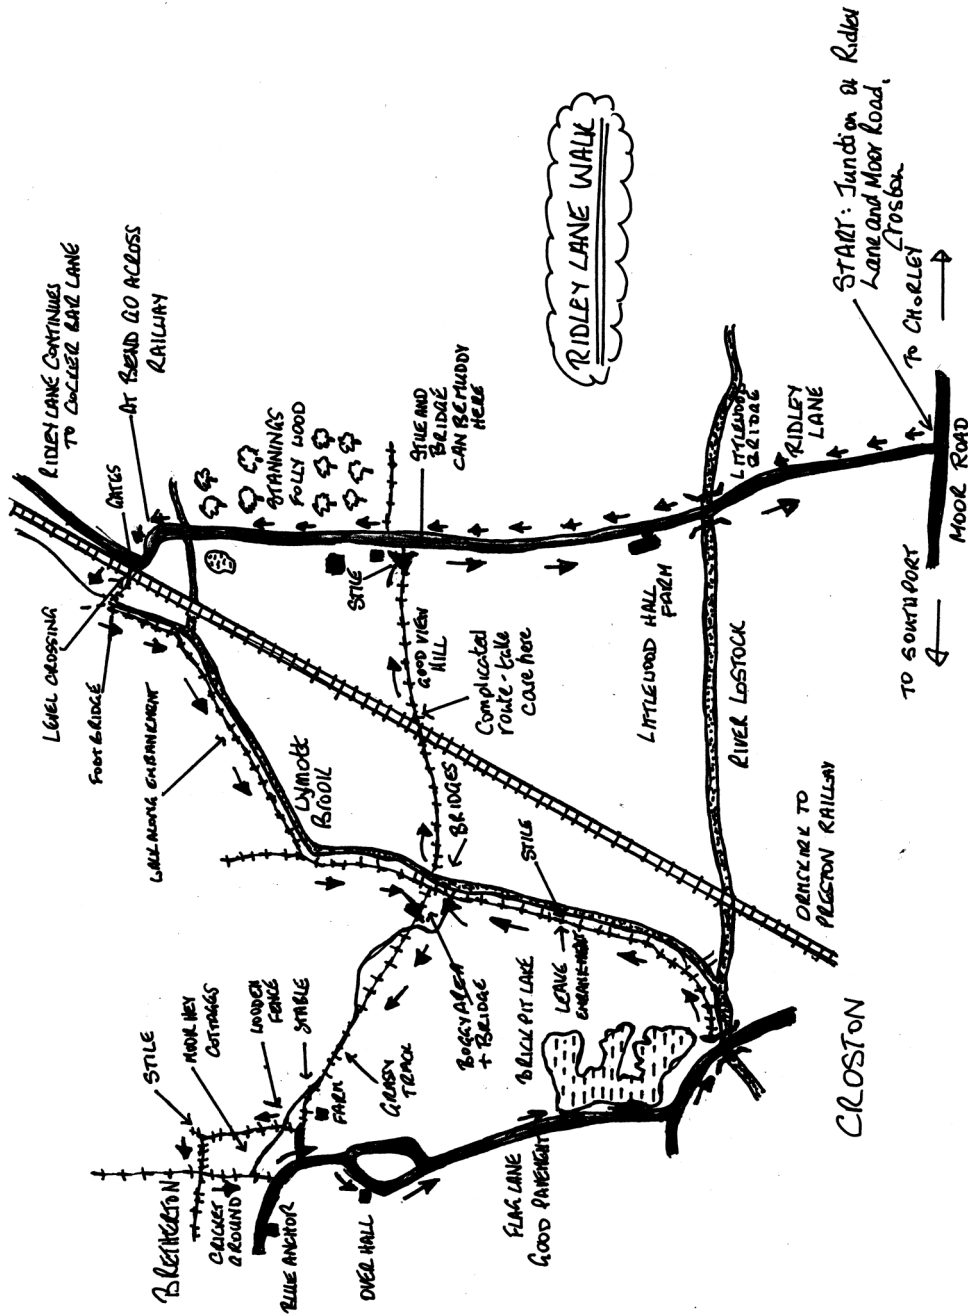 RIDLEY LANE WALK
RIDLEY LANE CONTINUES
TO COCKER BAR LANE
AT BEND GO ACROSS
RAILWAY
GATES
LEVEL CROSSING
FOOTBRIDGE
WALK ALONG EMBANKMENT
STANNINGS
FOLLY WOOD
STILE AND
BRIDGE
CAN BE MUDDY
HERE
STILE
GOOD VIEW
HILL
Complicated
route - take
care here
Lymott
Brook
BRIDGES
STILE
LITTLEWOOD HALL
FARM
LITTLEWOOD
BRIDGE
RIDLEY
LANE
START: Junction of Ridley
Lane and Moor Road,
Croston
TO CHORLEY
MOOR ROAD
TO SOUTHPORT
RIVER LOSTOCK
ORMSKIRK TO
PRESTON RAILWAY
STILE
MOOR HEY
COTTAGES
WOODEN
FENCE
STABLE
BRETHERTON
CRICKET
GROUND
BLUE ANCHOR
FARM
GRASSY
TRACK
OVER HALL
BOGGY AREA
+ BRIDGE
BRICK PIT LAKE
LEAVE
EMBANKMENT
FLAG LANE
GOOD PAVEMENT
CROSTON